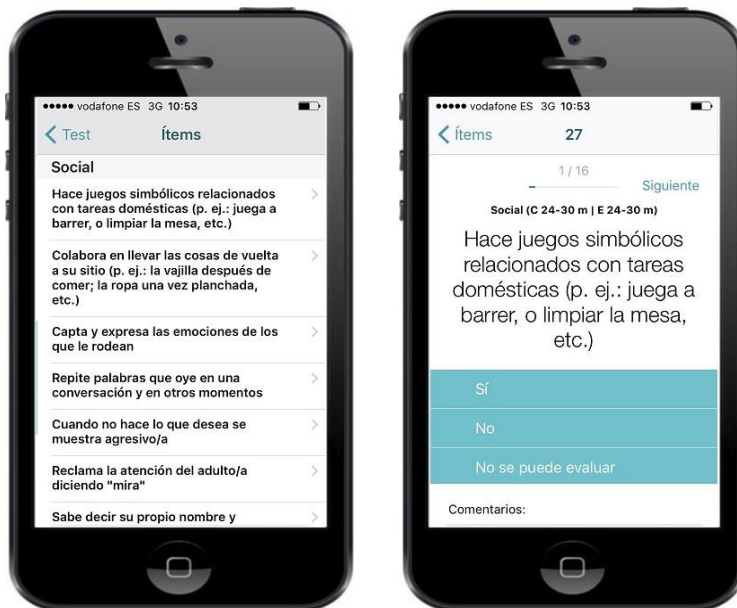 vodafone ES 3G 10:53
Test
Ítems
Social
Hace juegos simbólicos relacionados
con tareas domésticas (p. ej.: juega a
barrer, o limpiar la mesa, etc.)
Colabora en llevar las cosas de vuelta
a su sitio (p. ej.: la vajilla después de
comer; la ropa una vez planchada,
etc.)
Capta y expresa las emociones de los
que le rodean
Repite palabras que oye en una
conversación y en otros momentos
Cuando no hace lo que desea se
muestra agresivo/a
Reclama la atención del adulto/a
diciendo "mira"
Sabe decir su propio nombre y
vodafone ES 3G 10:53
Ítems
27
1 / 16
Siguiente
Social (C 24-30 m | E 24-30 m)
Hace juegos simbólicos
relacionados con tareas
domésticas (p. ej.: juega a
barrer, o limpiar la mesa,
etc.)
Sí
No
No se puede evaluar
Comentarios: